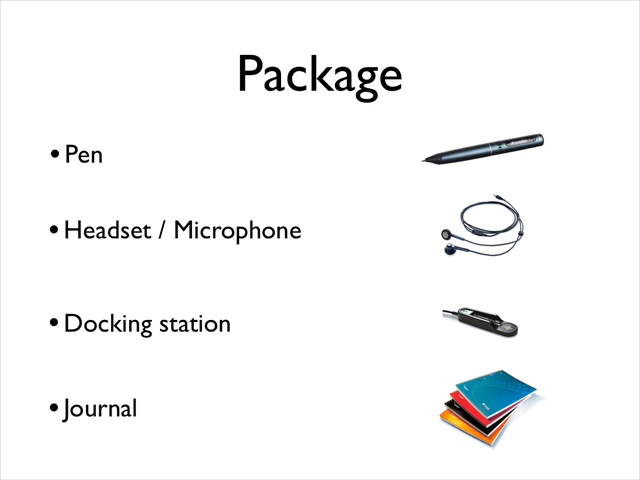 Package
• Pen
• Headset / Microphone
• Docking station
• Journal